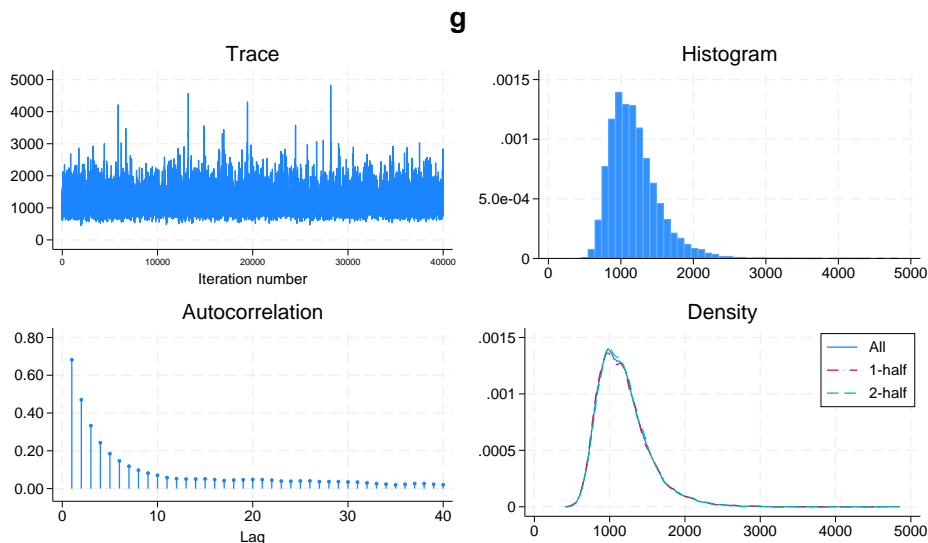 g
Trace
5000
4000
3000
2000
1000
0
0 10000 20000 30000 40000
Iteration number
Histogram
.0015
.001
5.0e-04
0
0 1000 2000 3000 4000 5000
Autocorrelation
0.80
0.60
0.40
0.20
0.00
0 10 20 30 40
Lag
Density
.0015
.001
.0005
0
0 1000 2000 3000 4000 5000
All
1-half
2-half